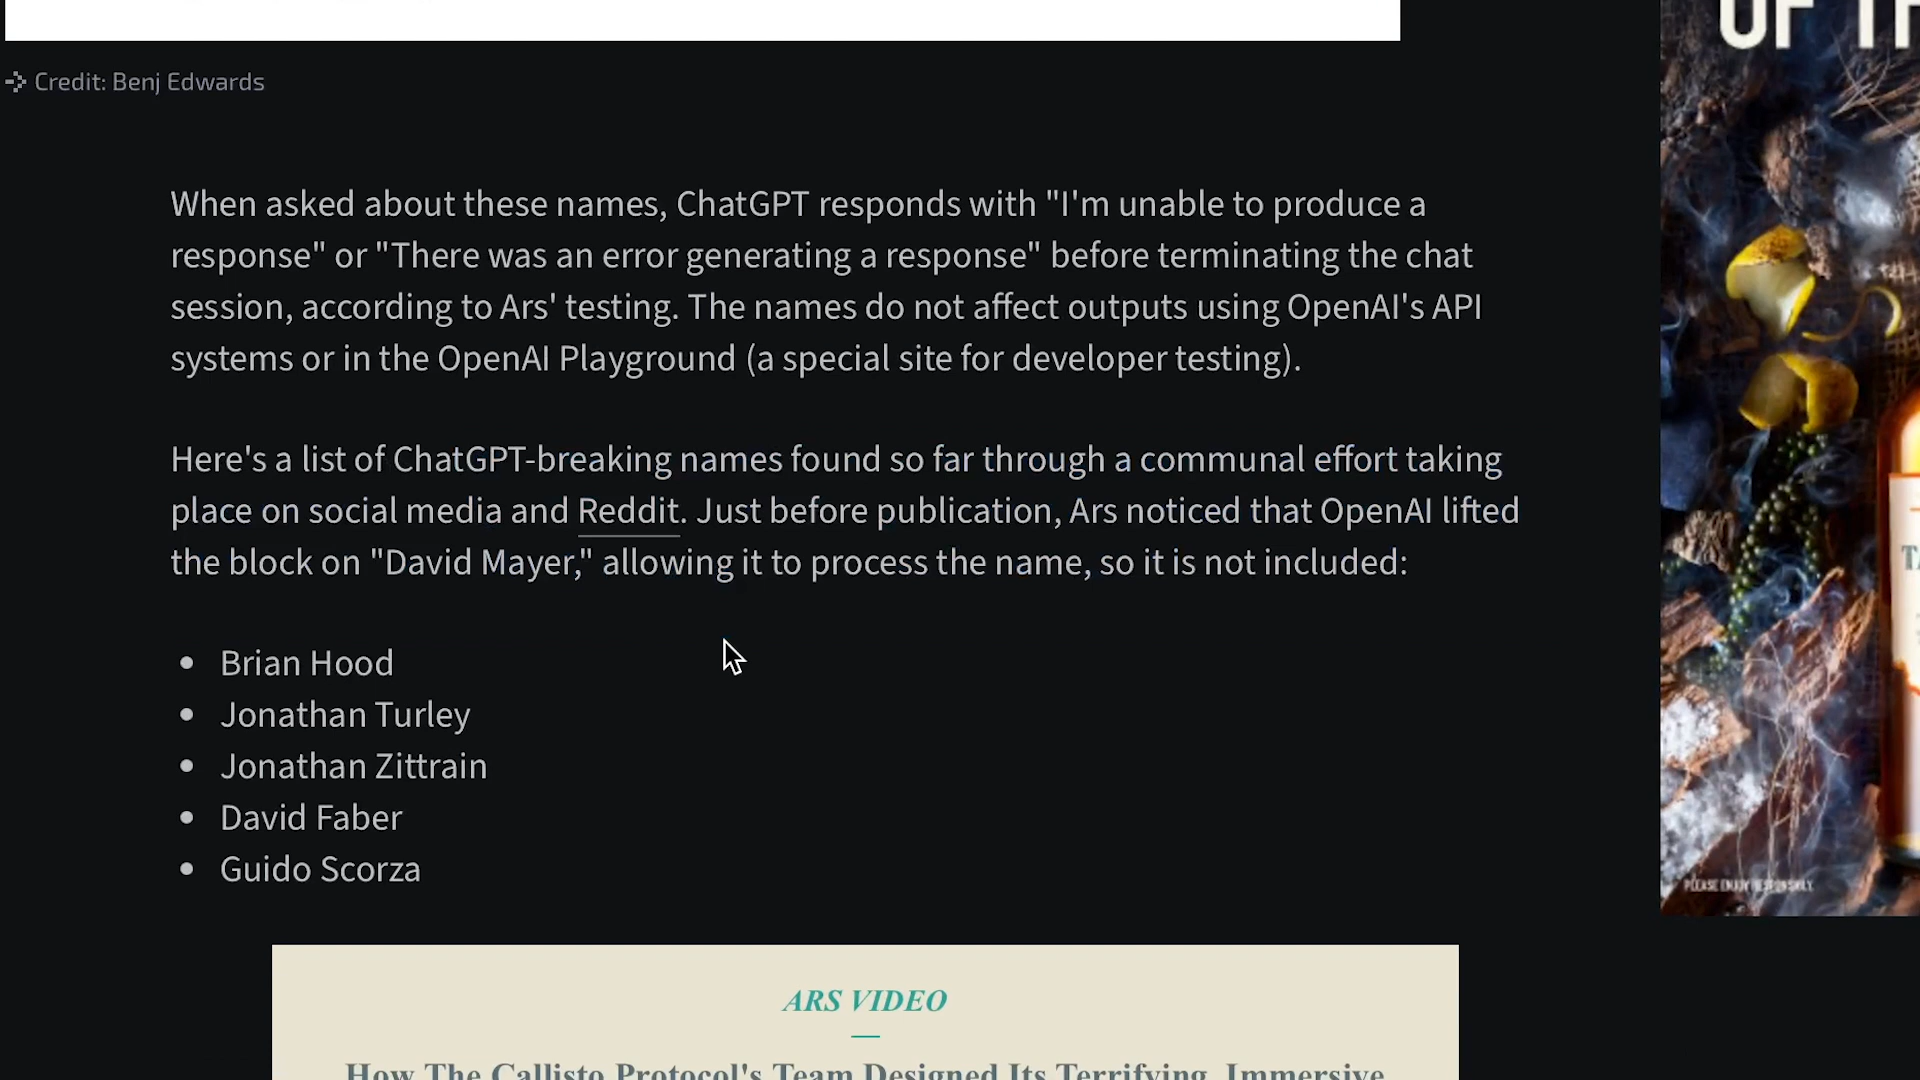 OF TH
Credit: Benj Edwards
When asked about these names, ChatGPT responds with "I'm unable to produce a
response" or "There was an error generating a response" before terminating the chat
session, according to Ars' testing. The names do not affect outputs using OpenAI's API
systems or in the OpenAI Playground (a special site for developer testing).
Here's a list of ChatGPT-breaking names found so far through a communal effort taking
place on social media and Reddit. Just before publication, Ars noticed that OpenAI lifted
the block on "David Mayer," allowing it to process the name, so it is not included:
• Brian Hood
• Jonathan Turley
• Jonathan Zittrain
• David Faber
• Guido Scorza
PLEASE ENJOY RESPONSIBLY.
ARS VIDEO
How The Callisto Protocol's Team Designed Its Terrifying, Immersive